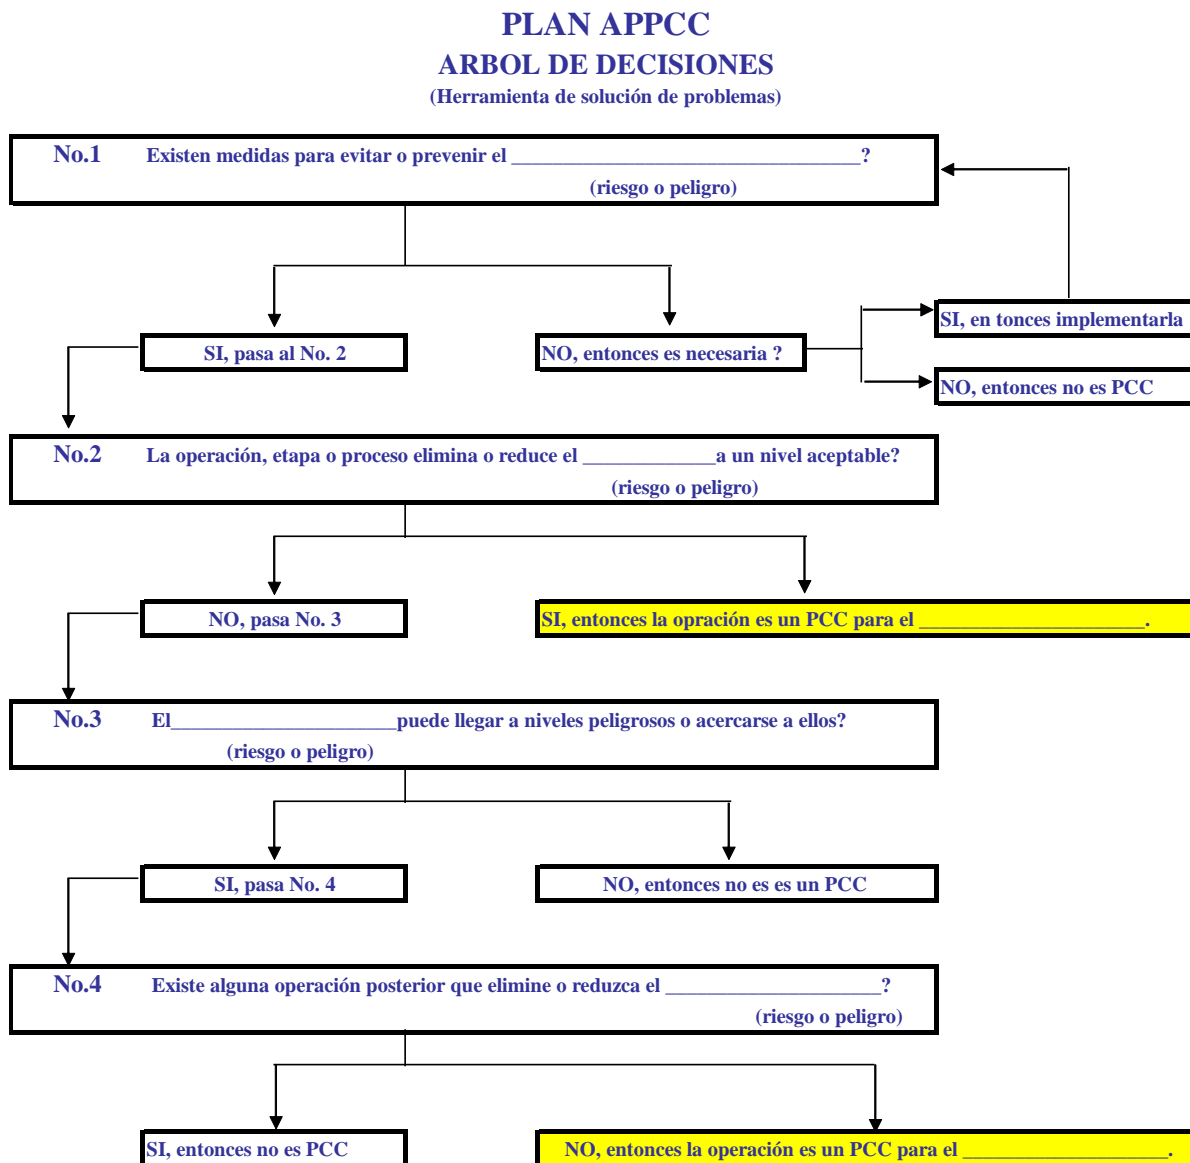 PLAN APPCC
ARBOL DE DECISIONES
(Herramienta de solución de problemas)
No.1 Existen medidas para evitar o prevenir el __________________________________?
(riesgo o peligro)
SI, en tonces implementarla
SI, pasa al No. 2
NO, entonces es necesaria ?
NO, entonces no es PCC
No.2 La operación, etapa o proceso elimina o reduce el _______________a un nivel aceptable?
(riesgo o peligro)
NO, pasa No. 3
SI, entonces la opración es un PCC para el ______________________.
No.3 El______________________puede llegar a niveles peligrosos o acercarse a ellos?
(riesgo o peligro)
SI, pasa No. 4
NO, entonces no es es un PCC
No.4 Existe alguna operación posterior que elimine o reduzca el _____________________?
(riesgo o peligro)
SI, entonces no es PCC
NO, entonces la operación es un PCC para el ____________________.